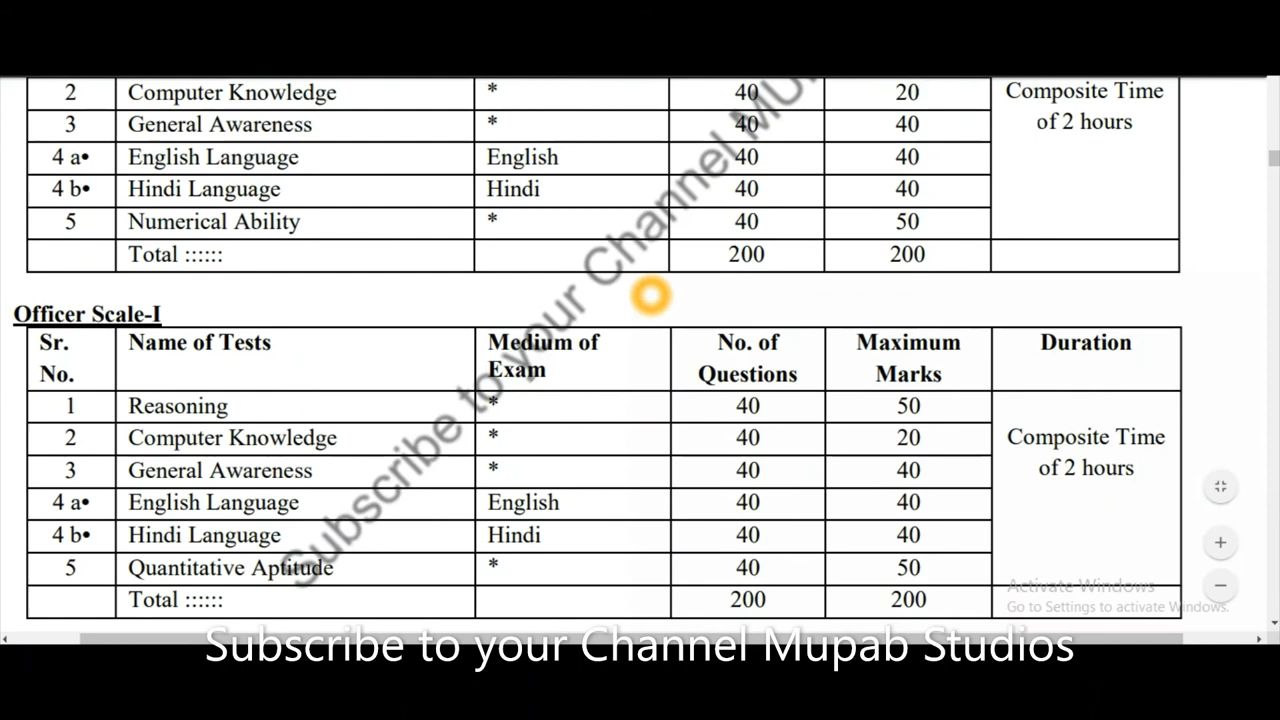 2 Computer Knowledge * 40 20 Composite Time
3 General Awareness * 40 40 of 2 hours
4 a• English Language English 40 40
4 b• Hindi Language Hindi 40 40
5 Numerical Ability * 40 50
Total :::::: 200 200
Officer Scale-I
Sr. No. Name of Tests Medium of Exam No. of Questions Maximum Marks Duration
1 Reasoning * 40 50
2 Computer Knowledge * 40 20 Composite Time
3 General Awareness * 40 40 of 2 hours
4 a• English Language English 40 40
4 b• Hindi Language Hindi 40 40
5 Quantitative Aptitude * 40 50
Total :::::: 200 200
Subscribe to your Channel
Activate Windows
Go to Settings to activate Windows.
Subscribe to your Channel Mupab Studios